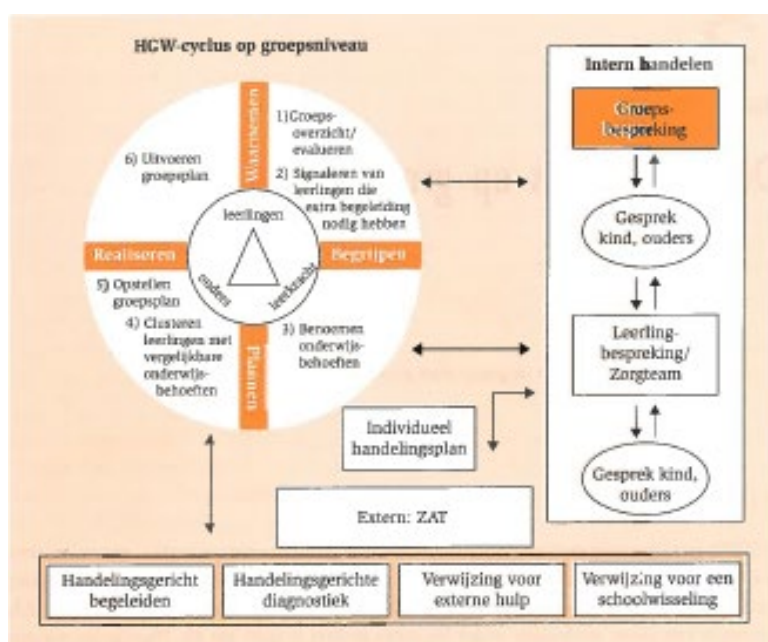 HGW-cyclus op groepsniveau
Waarnemen
1) Groeps-
overzicht/
evalueren
2) Signaleren van
leerlingen die
extra begeleiding
nodig hebben
Begrijpen
3) Benoemen
onderwijs-
behoeften
Plannen
4) Clusteren
leerlingen met
vergelijkbare
onderwijs-
behoeften
5) Opstellen
groepsplan
Realiseren
6) Uitvoeren
groepsplan
leerlingen
ouders
leerkracht
Intern handelen
Groeps-
bespreking
Gesprek
kind, ouders
Leerling-
bespreking/
Zorgteam
Gesprek kind,
ouders
Individueel
handelingsplan
Extern: ZAT
Handelingsgericht
begeleiden
Handelingsgerichte
diagnostiek
Verwijzing voor
externe hulp
Verwijzing voor een
schoolwisseling